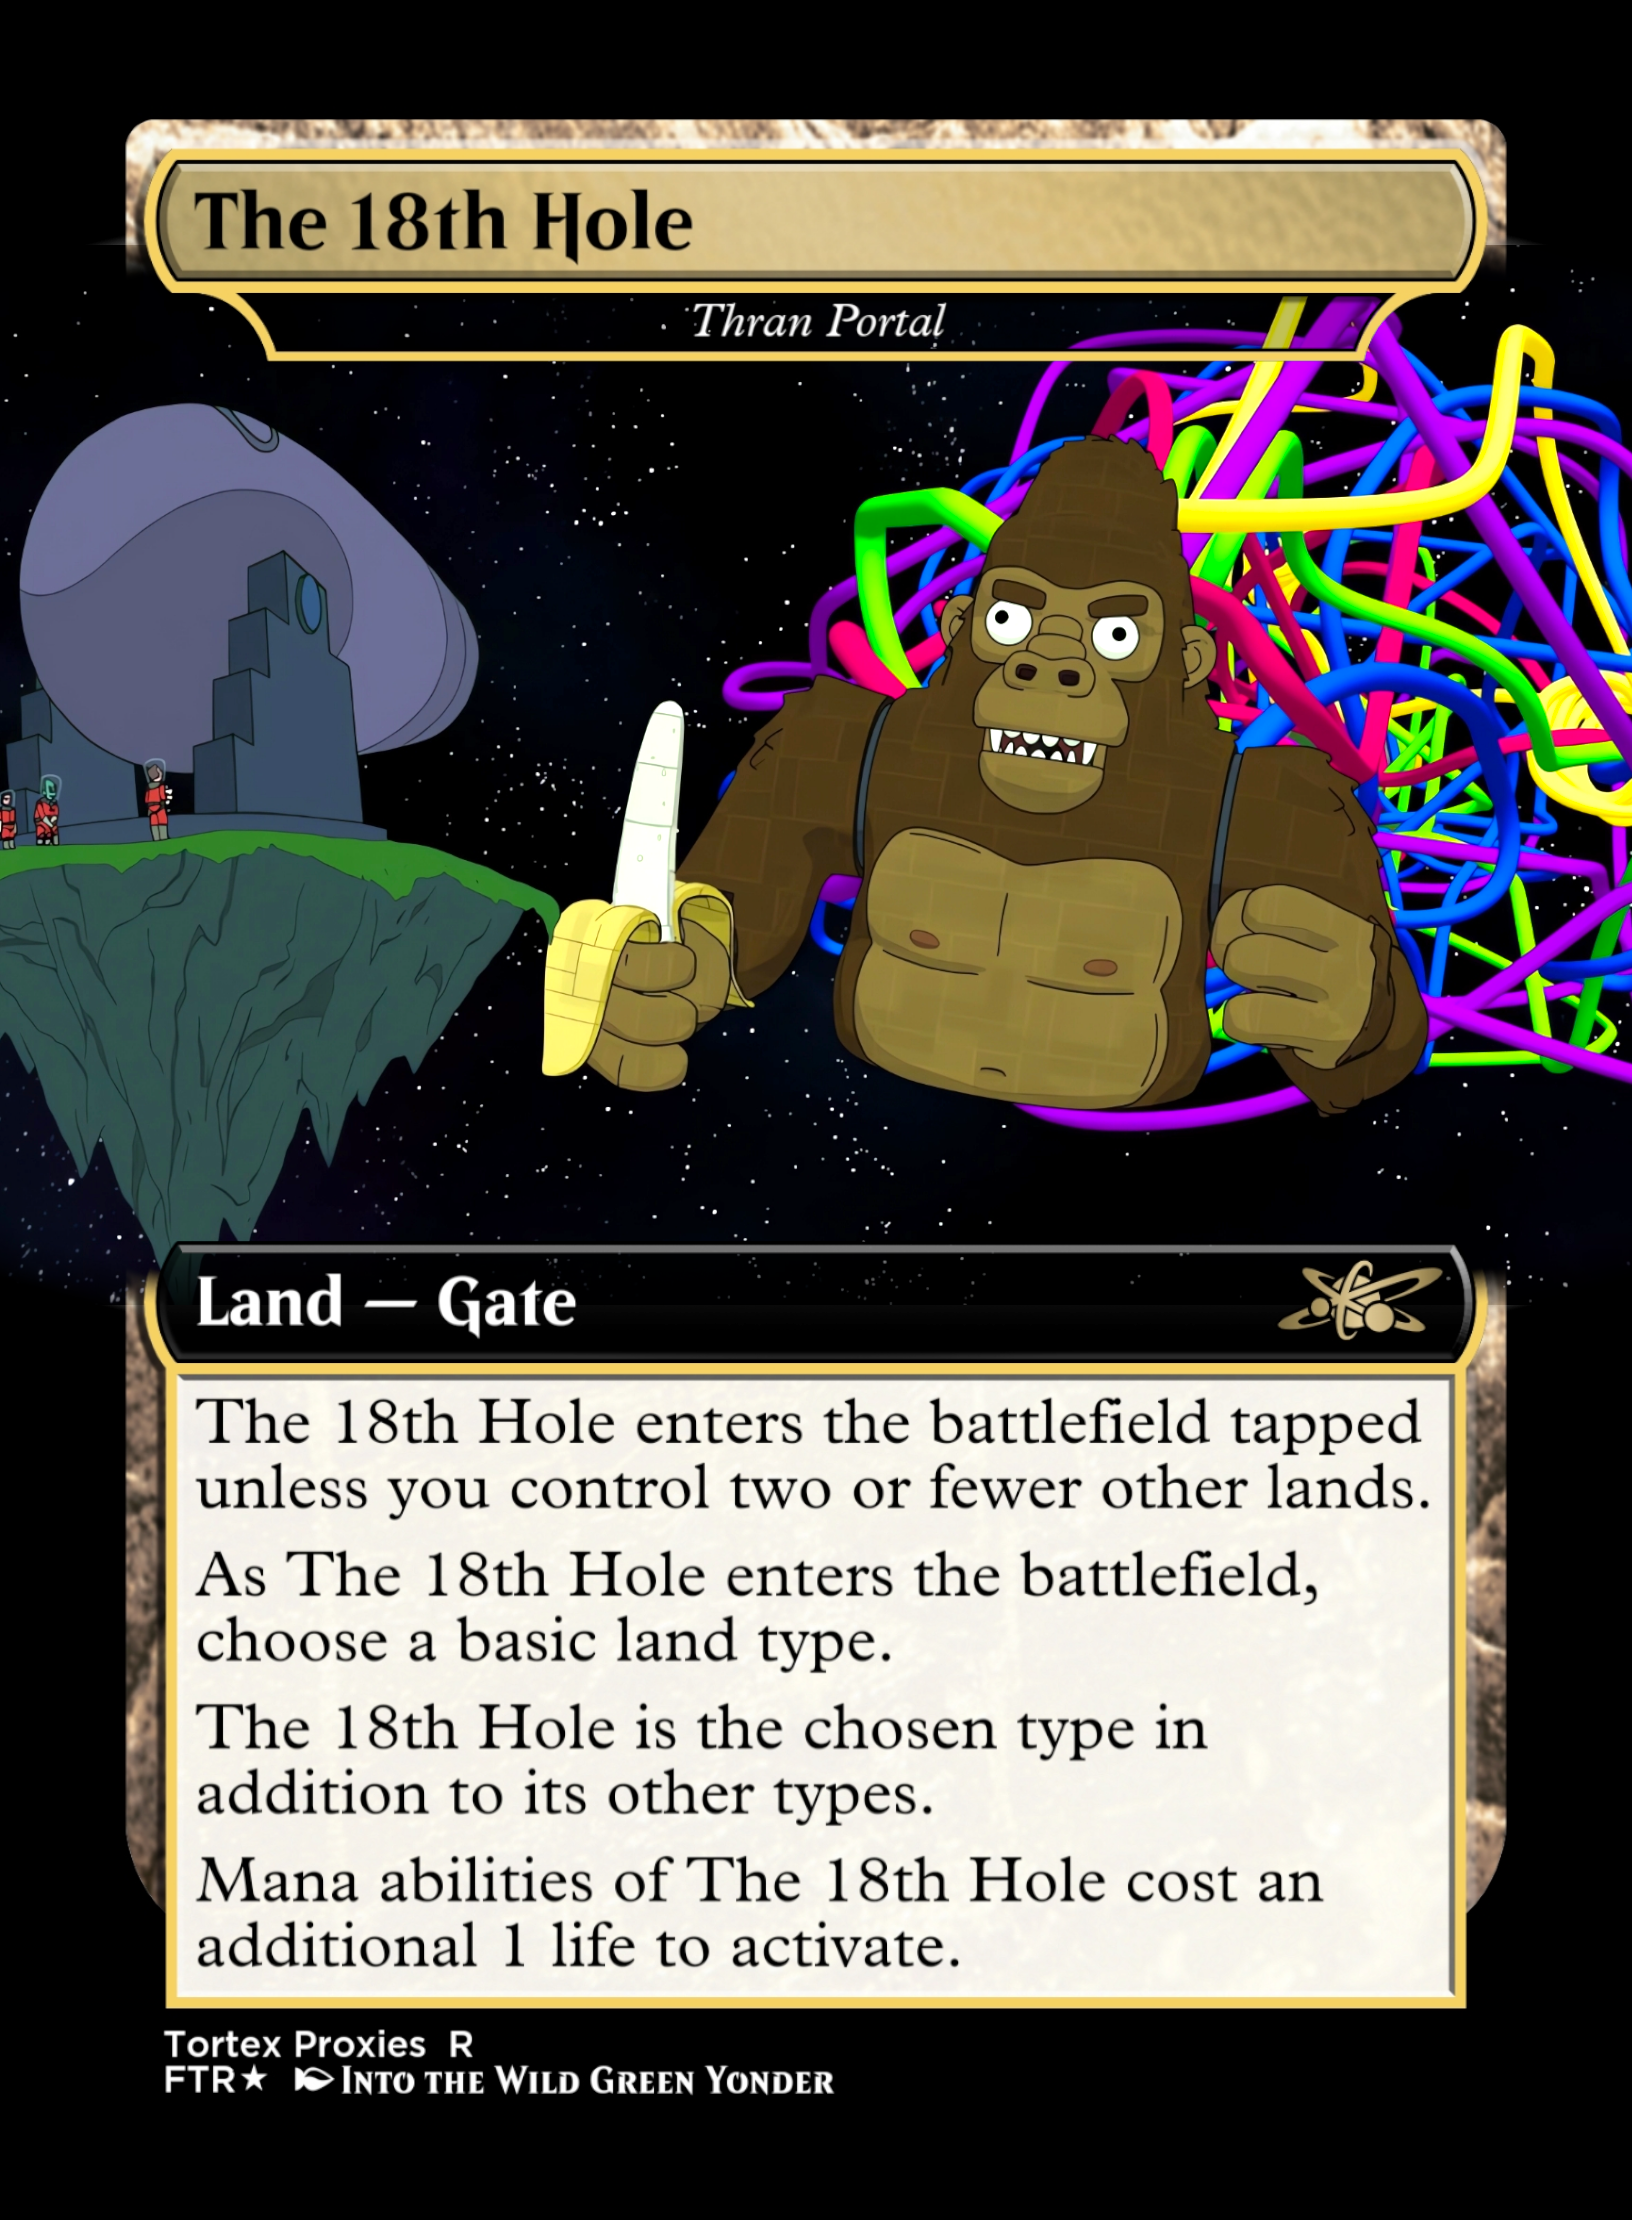 The 18th Hole
Thran Portal
Land — Gate
The 18th Hole enters the battlefield tapped
unless you control two or fewer other lands.
As The 18th Hole enters the battlefield,
choose a basic land type.
The 18th Hole is the chosen type in
addition to its other types.
Mana abilities of The 18th Hole cost an
additional 1 life to activate.
Tortex Proxies R
FTR★ Into the Wild Green Yonder